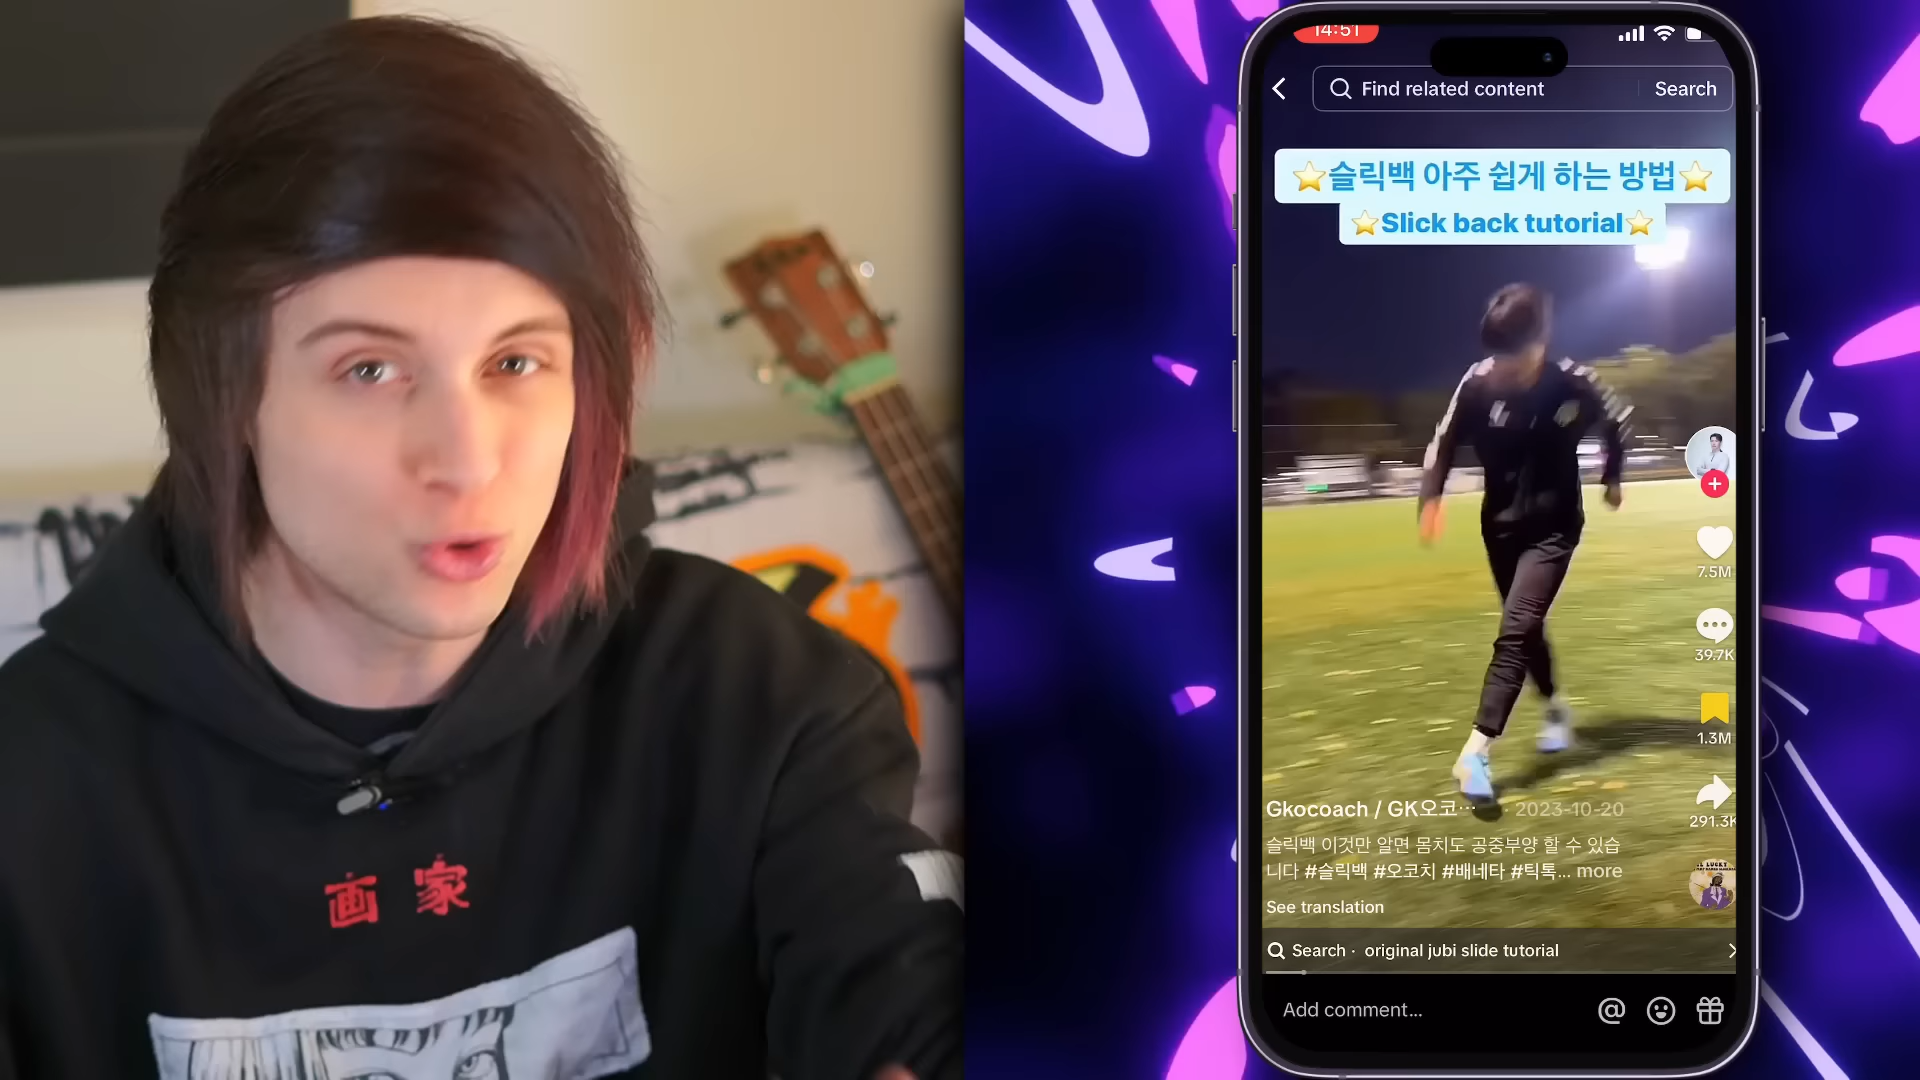 画家
14:51
Find related content
Search
⭐슬릭백 아주 쉽게 하는 방법⭐
⭐Slick back tutorial⭐
7.5M
39.7K
1.3M
291.3K
Gkocoach / GK오코… · 2023-10-20
슬릭백 이것만 알면 몸치도 공중부양 할 수 있습
니다 #슬릭백 #오코치 #배네타 #틱톡... more
See translation
Search · original jubi slide tutorial
Add comment...